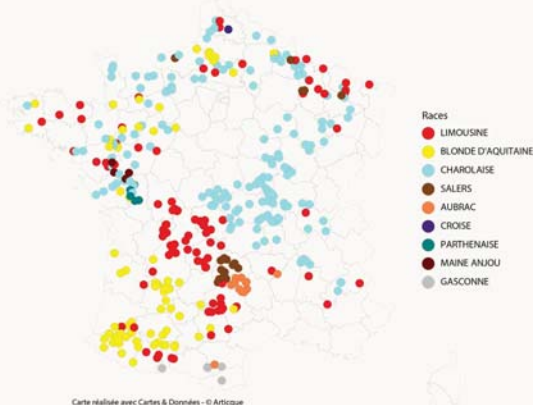 Races
LIMOUSINE
BLONDE D'AQUITAINE
CHAROLAISE
SALERS
AUBRAC
CROISE
PARTHENAISE
MAINE ANJOU
GASCONNE
Carte réalisée avec Cartes & Données - © Articque